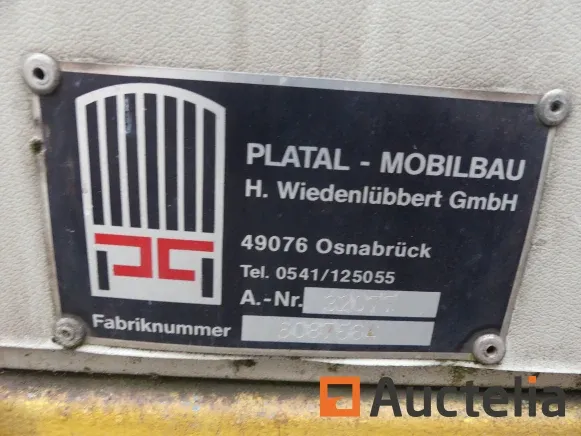 PLATAL - MOBILBAU
H. Wiedenlübbert GmbH
49076 Osnabrück
Tel. 0541/125055
A.-Nr.
Fabriknummer
Auctelia